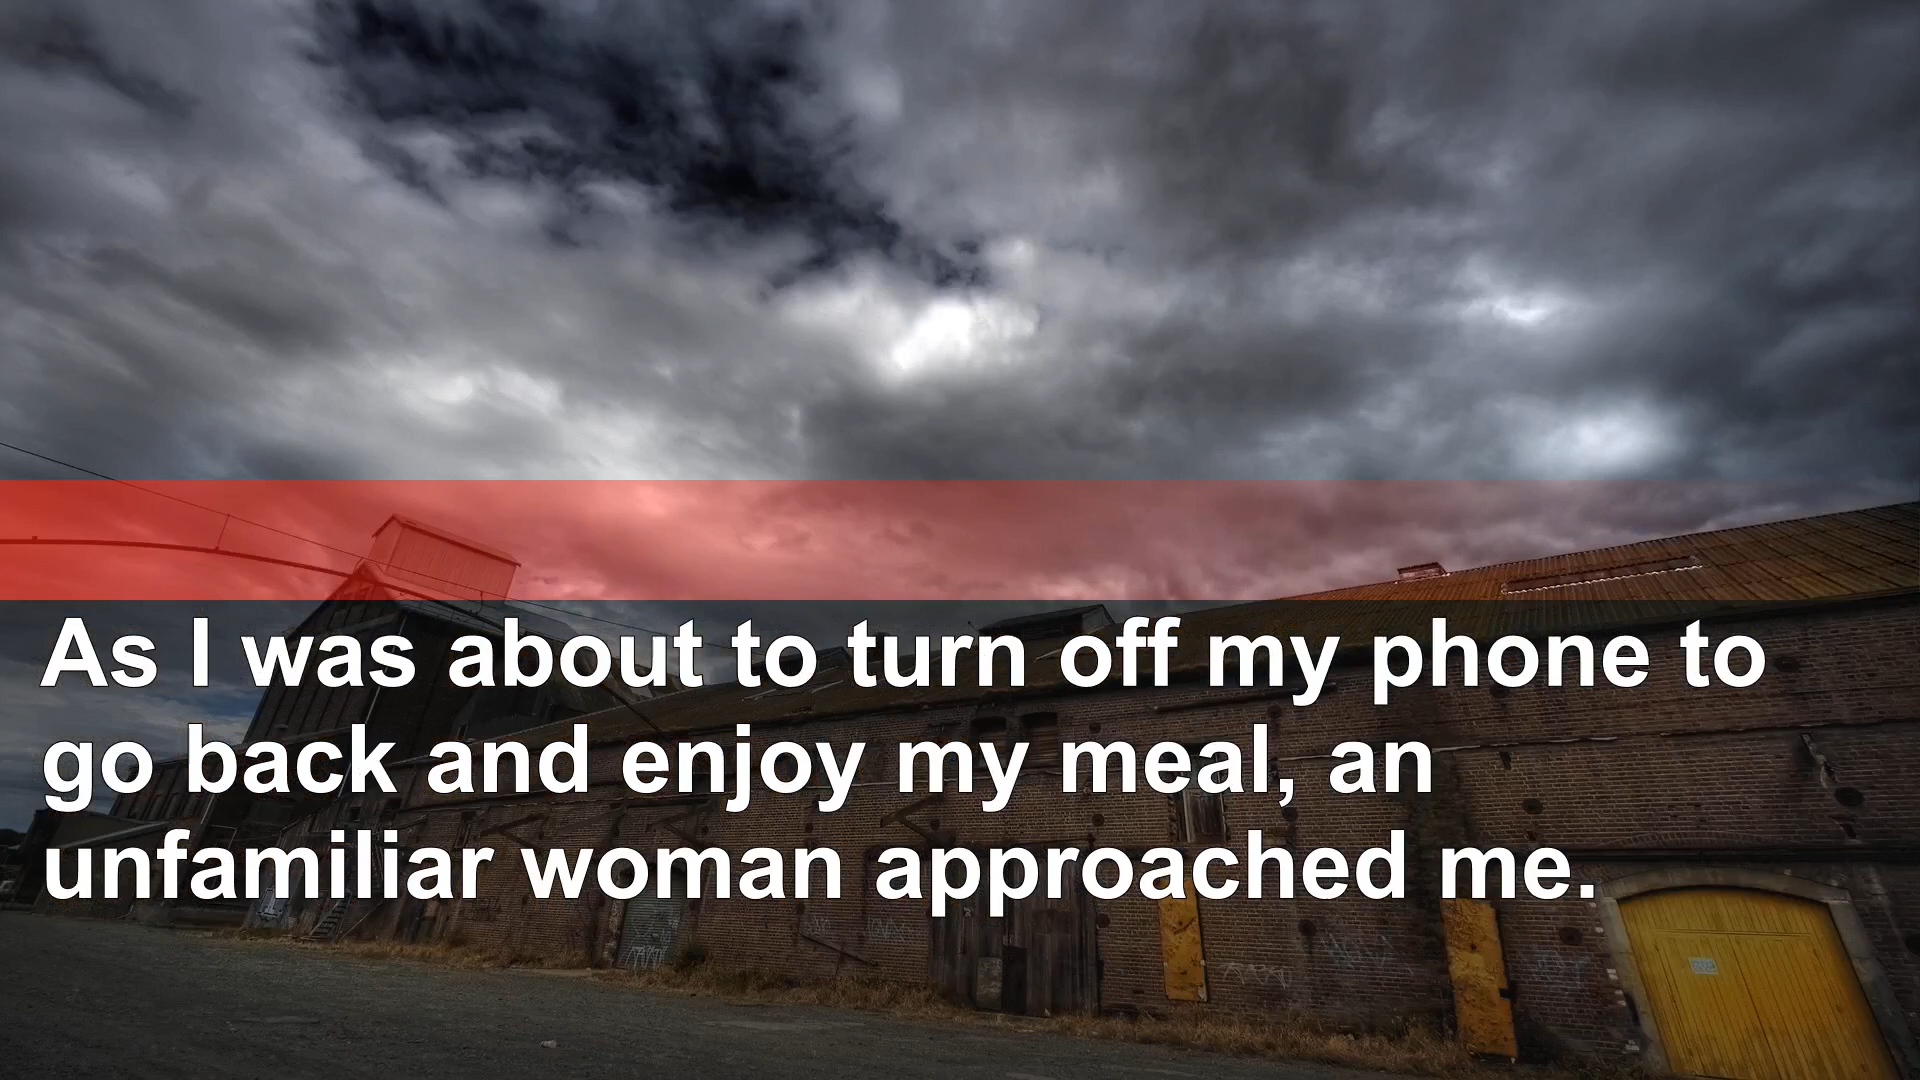 As I was about to turn off my phone to
go back and enjoy my meal, an
unfamiliar woman approached me.